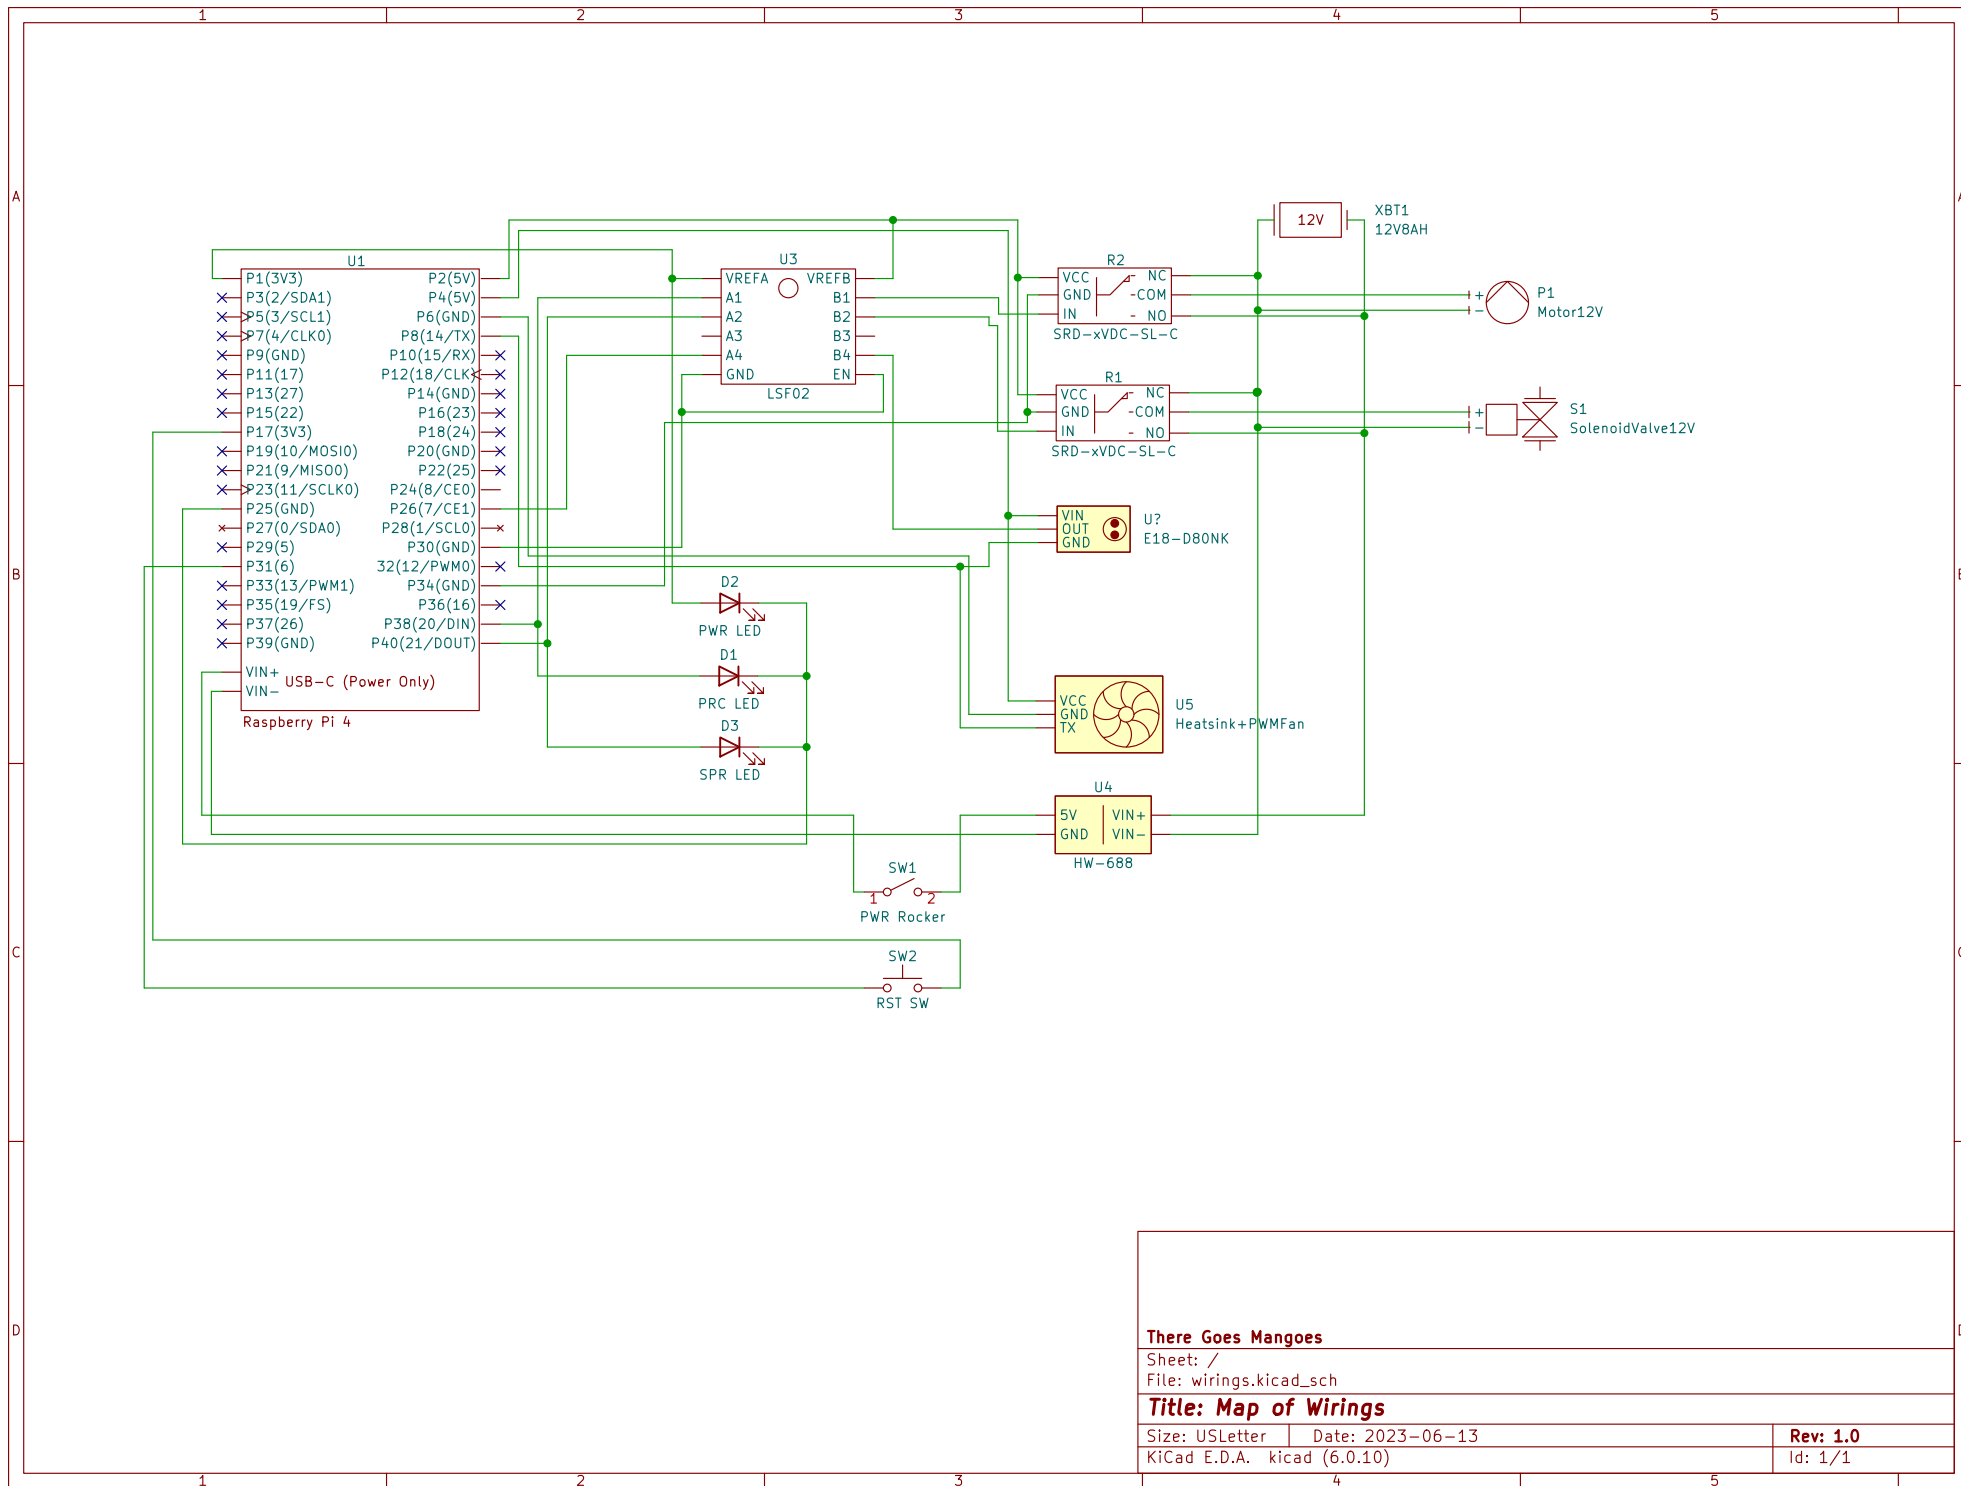 1 2 3 4 5
A
B
C
D
U1
P1(3V3)
P3(2/SDA1)
P5(3/SCL1)
P7(4/CLK0)
P9(GND)
P11(17)
P13(27)
P15(22)
P17(3V3)
P19(10/MOSI0)
P21(9/MISO0)
P23(11/SCLK0)
P25(GND)
P27(0/SDA0)
P29(5)
P31(6)
P33(13/PWM1)
P35(19/FS)
P37(26)
P39(GND)
VIN+
VIN-
USB-C (Power Only)
P2(5V)
P4(5V)
P6(GND)
P8(14/TX)
P10(15/RX)
P12(18/CLK)
P14(GND)
P16(23)
P18(24)
P20(GND)
P22(25)
P24(8/CE0)
P26(7/CE1)
P28(1/SCL0)
P30(GND)
32(12/PWM0)
P34(GND)
P36(16)
P38(20/DIN)
P40(21/DOUT)
Raspberry Pi 4
U3
VREFA VREFB
A1 B1
A2 B2
A3 B3
A4 B4
GND EN
LSF02
D2
PWR LED
D1
PRC LED
D3
SPR LED
R2
VCC NC
GND -COM
IN NO
SRD-xVDC-SL-C
R1
VCC NC
GND -COM
IN NO
SRD-xVDC-SL-C
12V
XBT1
12V8AH
+
-
P1
Motor12V
+
-
S1
SolenoidValve12V
VIN
OUT
GND
U?
E18-D80NK
VCC
GND
TX
U5
Heatsink+PWMFan
U4
5V VIN+
GND VIN-
HW-688
SW1
1 2
PWR Rocker
SW2
RST SW
There Goes Mangoes
Sheet: /
File: wirings.kicad_sch
Title: Map of Wirings
Size: USLetter Date: 2023-06-13 Rev: 1.0
KiCad E.D.A. kicad (6.0.10) Id: 1/1
1 2 3 4 5